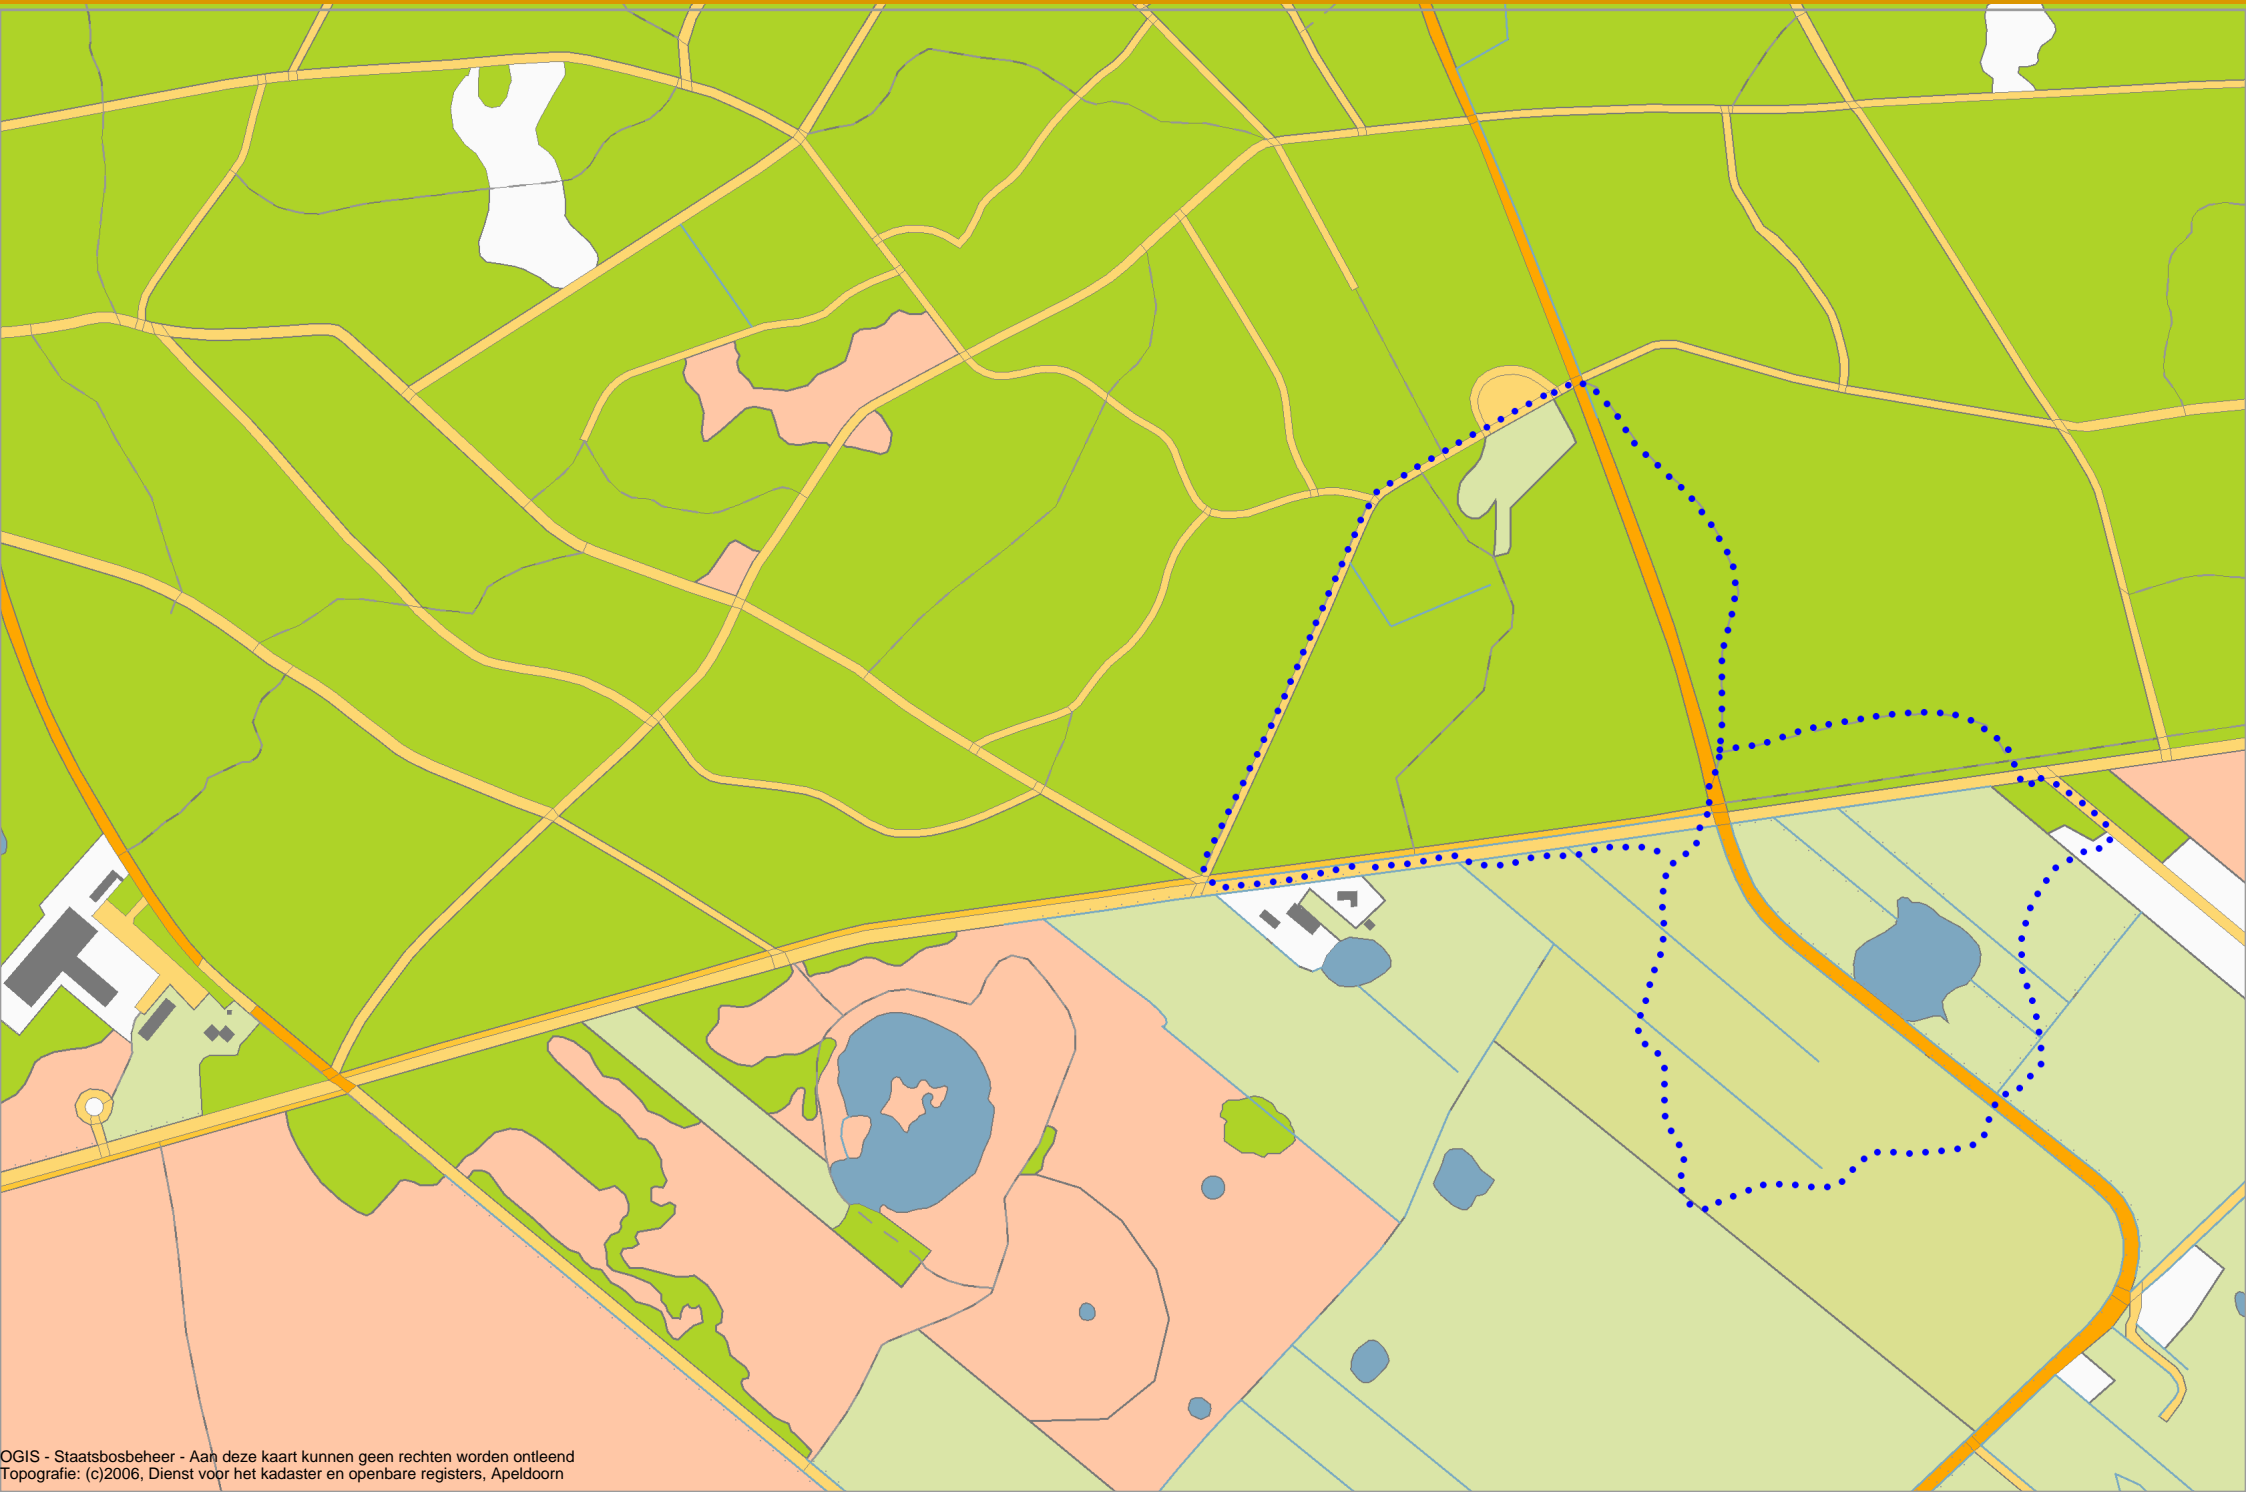 OGIS - Staatsbosbeheer - Aan deze kaart kunnen geen rechten worden ontleend
Topografie: (c)2006, Dienst voor het kadaster en openbare registers, Apeldoorn